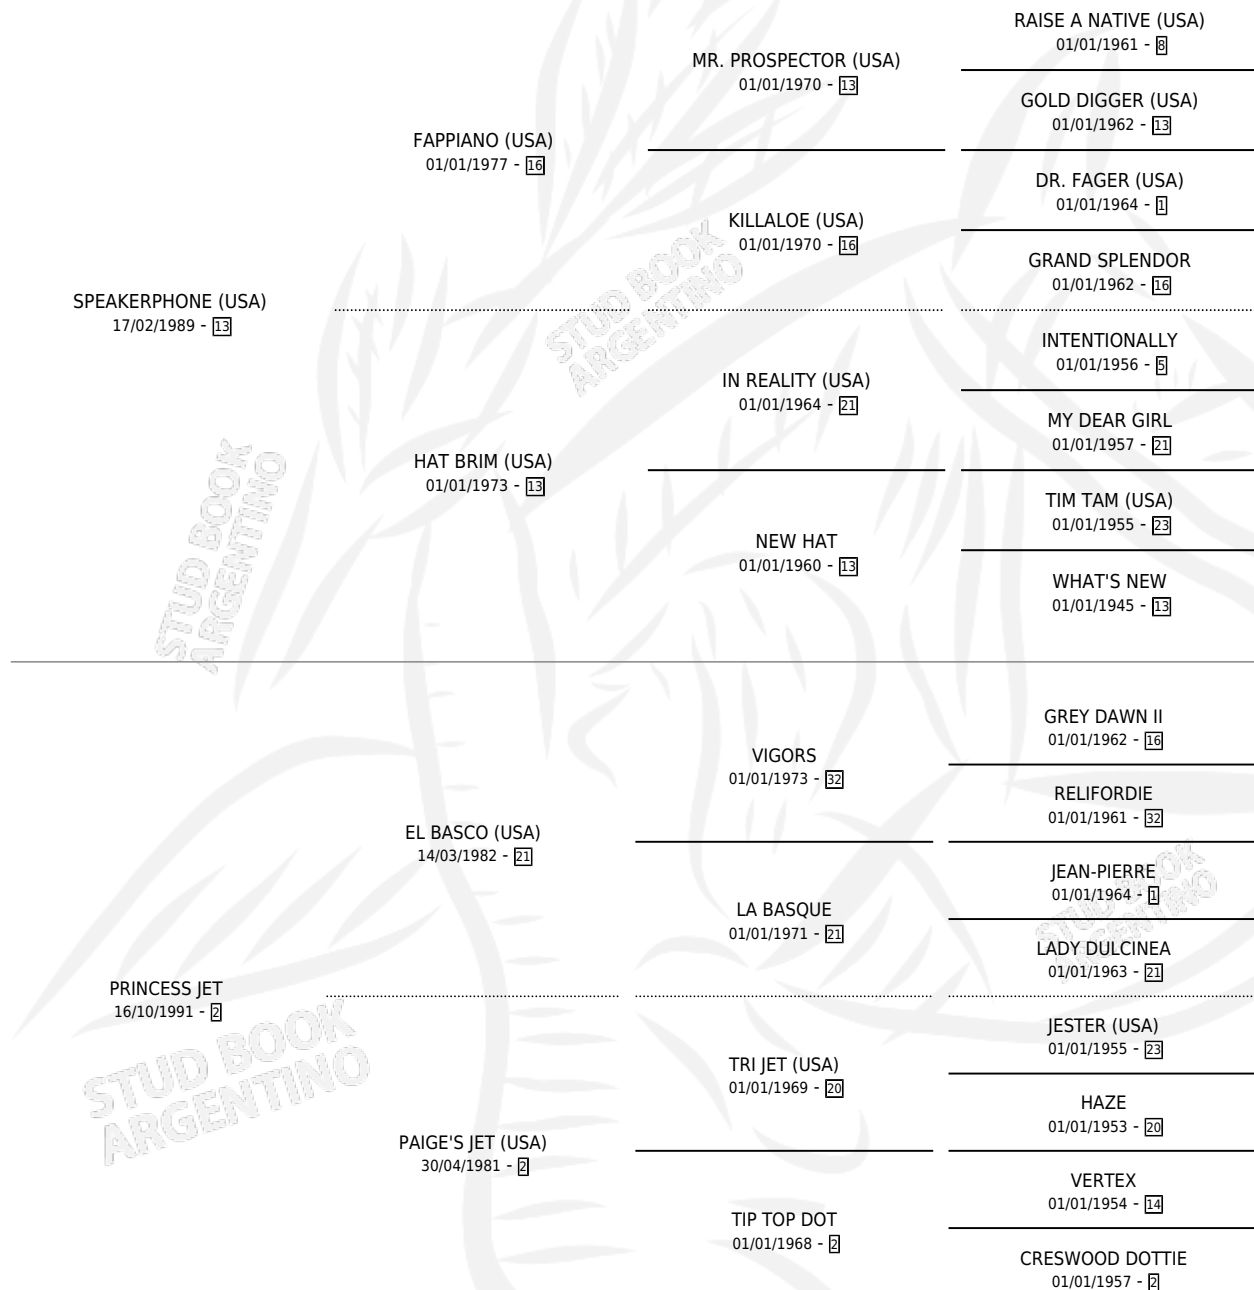 RAISE A NATIVE (USA)
01/01/1961 - 8
MR. PROSPECTOR (USA)
01/01/1970 - 13
GOLD DIGGER (USA)
01/01/1962 - 13
FAPPIANO (USA)
01/01/1977 - 16
DR. FAGER (USA)
01/01/1964 - 1
KILLALOE (USA)
01/01/1970 - 16
GRAND SPLENDOR
01/01/1962 - 16
SPEAKERPHONE (USA)
17/02/1989 - 13
STUD BOOK
ARGENTINO
INTENTIONALLY
01/01/1956 - 5
IN REALITY (USA)
01/01/1964 - 21
MY DEAR GIRL
01/01/1957 - 21
HAT BRIM (USA)
01/01/1973 - 13
TIM TAM (USA)
01/01/1955 - 23
NEW HAT
01/01/1960 - 13
WHAT'S NEW
01/01/1945 - 13
STUD BOOK
ARGENTINO
GREY DAWN II
01/01/1962 - 16
VIGORS
01/01/1973 - 32
RELIFORDIE
01/01/1961 - 32
EL BASCO (USA)
14/03/1982 - 21
JEAN-PIERRE
01/01/1964 - 1
STUD BOOK
ARGENTINO
LA BASQUE
01/01/1971 - 21
LADY DULCINEA
01/01/1963 - 21
PRINCESS JET
16/10/1991 - 2
STUD BOOK
ARGENTINO
JESTER (USA)
01/01/1955 - 23
TRI JET (USA)
01/01/1969 - 20
HAZE
01/01/1953 - 20
PAIGE'S JET (USA)
30/04/1981 - 2
VERTEX
01/01/1954 - 14
TIP TOP DOT
01/01/1968 - 2
CRESWOOD DOTTIE
01/01/1957 - 2